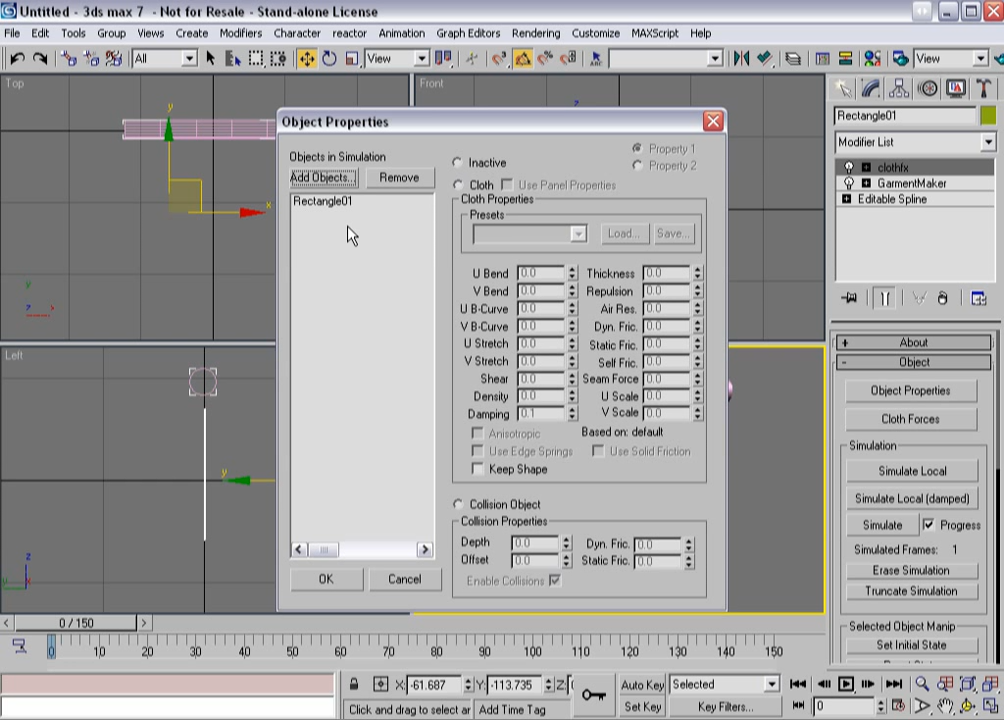 Untitled - 3ds max 7 - Not for Resale - Stand-alone License
File Edit Tools Group Views Create Modifiers Character reactor Animation Graph Editors Rendering Customize MAXScript Help
All View View
Top
Front
y
x
y
z x
Left
y
z
y x
Object Properties
Objects in Simulation
Add Objects... Remove
Rectangle01
OK Cancel
Inactive
Property 1
Property 2
Cloth Use Panel Properties
Cloth Properties
Presets
Load... Save...
U Bend 0.0 Thickness 0.0
V Bend 0.0 Repulsion 0.0
U B-Curve 0.0 Air Res. 0.0
V B-Curve 0.0 Dyn. Fric. 0.0
U Stretch 0.0 Static Fric. 0.0
V Stretch 0.0 Self Fric. 0.0
Shear 0.0 Seam Force 0.0
Density 0.0 U Scale 0.0
Damping 0.1 V Scale 0.0
Anisotropic Based on: default
Use Edge Springs Use Solid Friction
Keep Shape
Collision Object
Collision Properties
Depth 0.0 Dyn. Fric. 0.0
Offset 0.0 Static Fric. 0.0
Enable Collisions
Rectangle01
Modifier List
clothfx
GarmentMaker
Editable Spline
+ About
- Object
Object Properties
Cloth Forces
Simulation
Simulate Local
Simulate Local (damped)
Simulate Progress
Simulated Frames: 1
Erase Simulation
Truncate Simulation
Selected Object Manip
Set Initial State
< 0 / 150 >
0 10 20 30 40 50 60 70 80 90 100 110 120 130 140 150
X: -61.687 Y: -113.735 Z: Auto Key Selected
Click and drag to select ar Add Time Tag Set Key Key Filters... 0